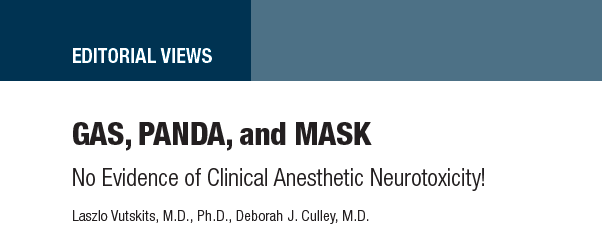 EDITORIAL VIEWS
GAS, PANDA, and MASK
No Evidence of Clinical Anesthetic Neurotoxicity!
Laszlo Vutskits, M.D., Ph.D., Deborah J. Culley, M.D.